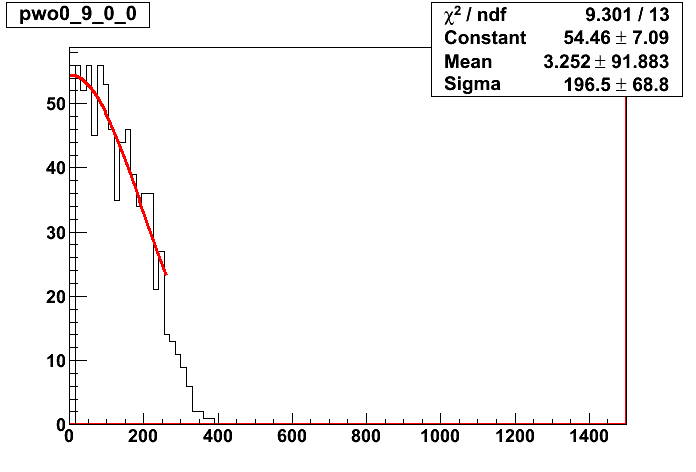 pwo0_9_0_0
χ² / ndf 9.301 / 13
Constant 54.46 ± 7.09
Mean 3.252 ± 91.883
Sigma 196.5 ± 68.8
50
40
30
20
10
0
0 200 400 600 800 1000 1200 1400